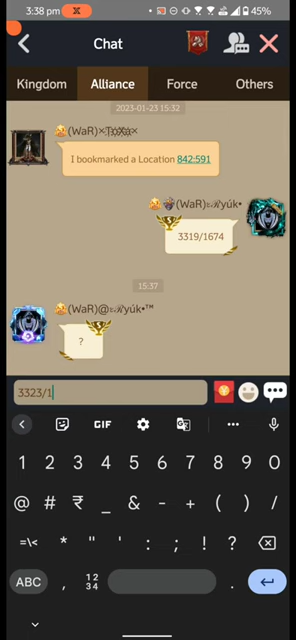 3:38 pm
45%
Chat
Kingdom Alliance Force Others
2023-01-23 15:32
I bookmarked a Location 842:591
3319/1674
15:37
?
3323/1
GIF
1 2 3 4 5 6 7 8 9 0
@ # ₹ _ & - + ( ) /
=\< * " ' : ; ! ?
ABC , 12 34 .